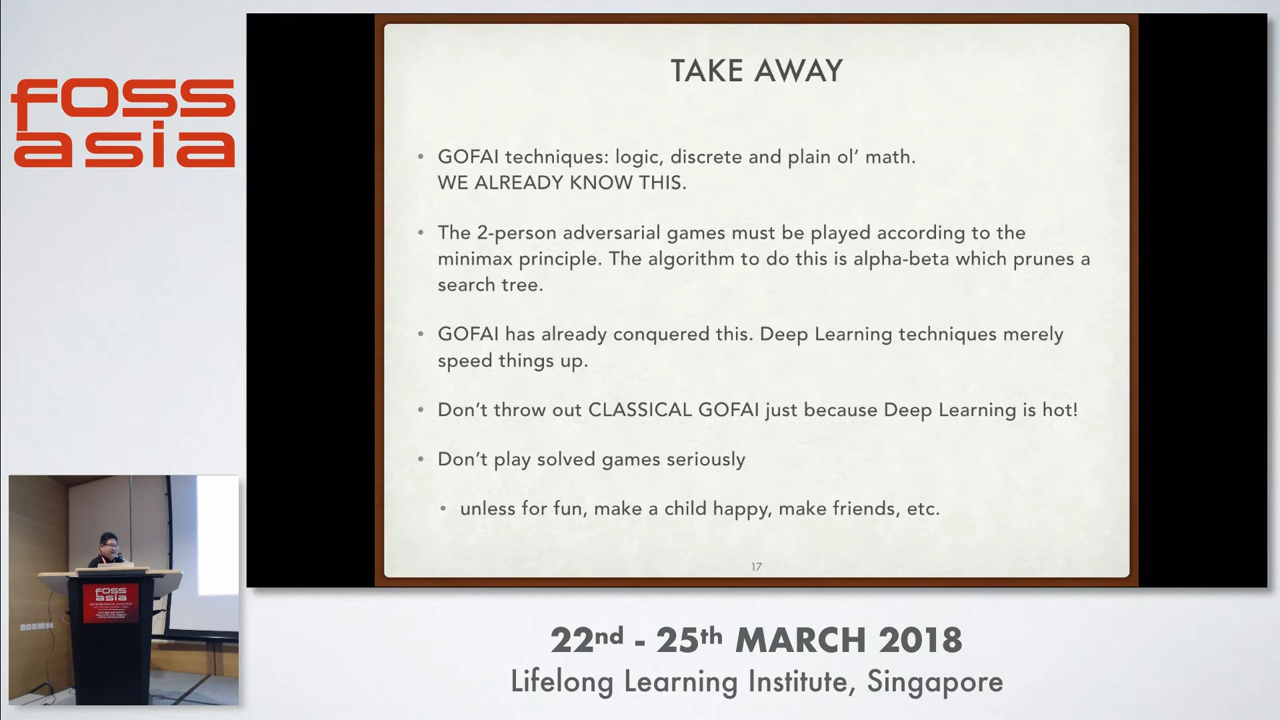 foss
asia
TAKE AWAY
• GOFAI techniques: logic, discrete and plain ol’ math.
WE ALREADY KNOW THIS.
• The 2-person adversarial games must be played according to the
minimax principle. The algorithm to do this is alpha-beta which prunes a
search tree.
• GOFAI has already conquered this. Deep Learning techniques merely
speed things up.
• Don’t throw out CLASSICAL GOFAI just because Deep Learning is hot!
• Don’t play solved games seriously
• unless for fun, make a child happy, make friends, etc.
17
foss
asia
22nd - 25th MARCH 2018
Lifelong Learning Institute, Singapore